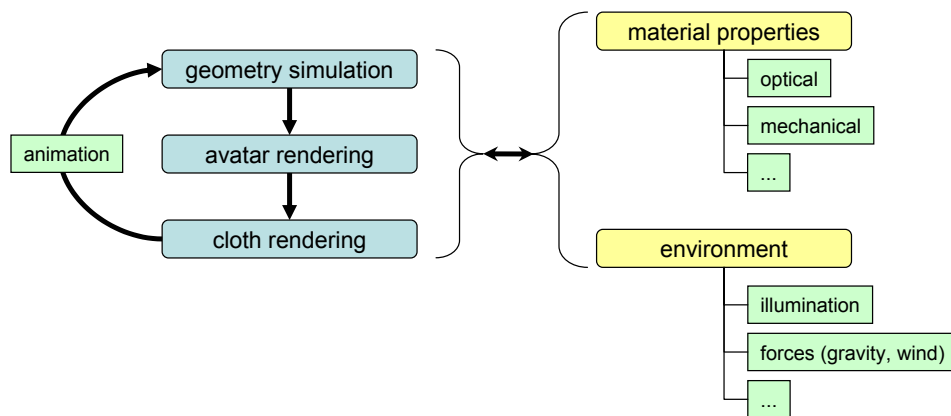 geometry simulation
avatar rendering
cloth rendering
animation
material properties
optical
mechanical
...
environment
illumination
forces (gravity, wind)
...